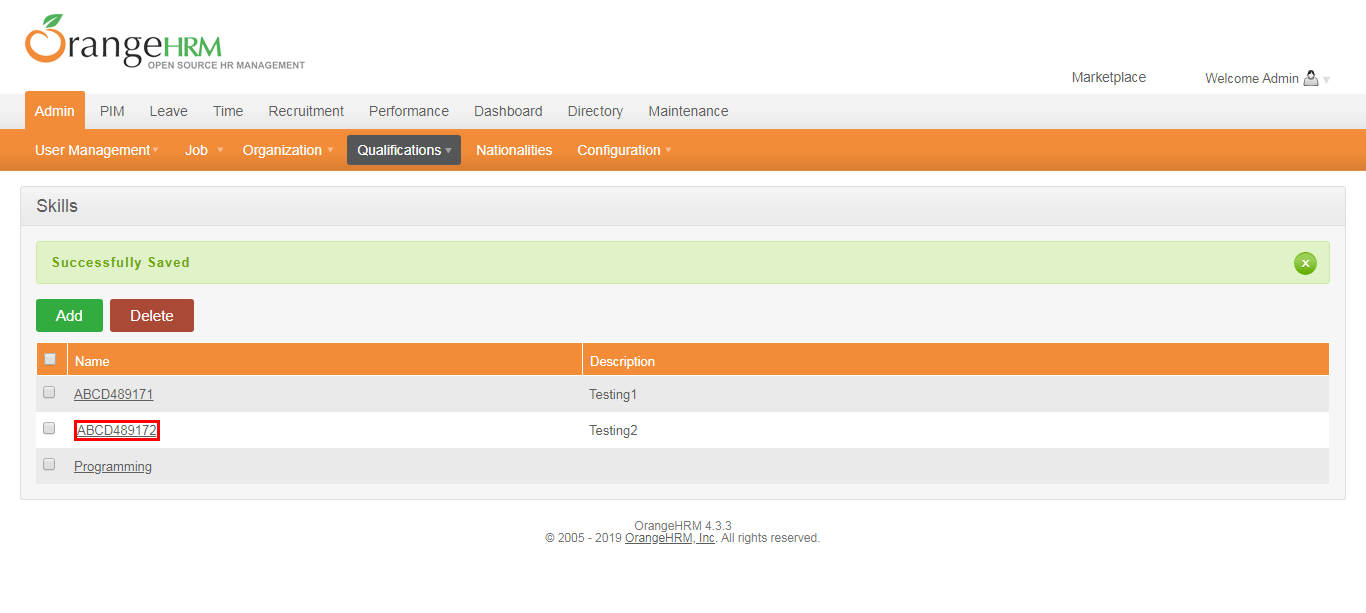 OrangeHRM
OPEN SOURCE HR MANAGEMENT
Marketplace Welcome Admin
Admin PIM Leave Time Recruitment Performance Dashboard Directory Maintenance
User Management Job Organization Qualifications Nationalities Configuration
Skills
Successfully Saved x
Add Delete
Name Description
ABCD489171 Testing1
ABCD489172 Testing2
Programming
OrangeHRM 4.3.3
© 2005 - 2019 OrangeHRM, Inc. All rights reserved.